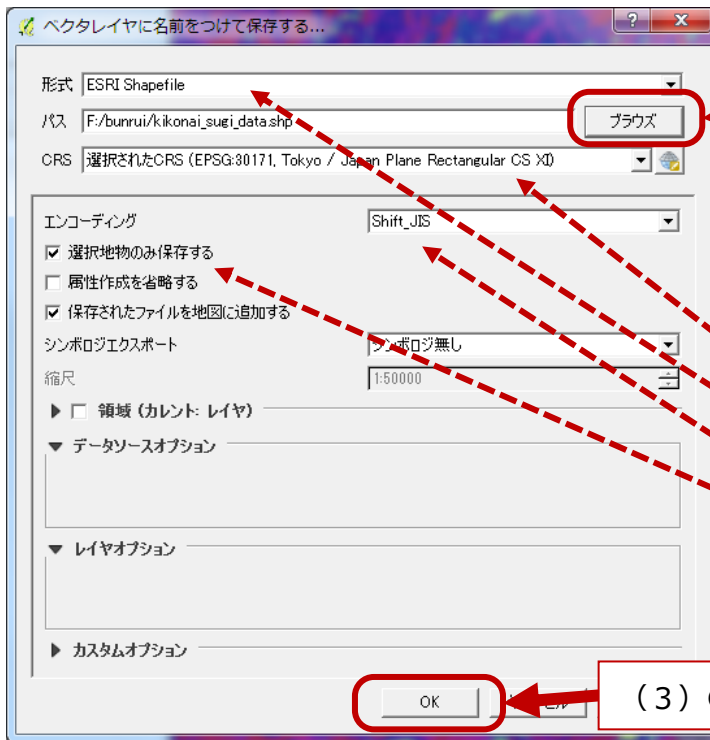 ベクタレイヤに名前をつけて保存する...
形式 ESRI Shapefile
パス F:/bunrui/kikonai_sugi_data.shp ブラウズ
CRS 選択されたCRS (EPSG:30171, Tokyo / Japan Plane Rectangular CS XI)
エンコーディング Shift_JIS
選択地物のみ保存する
属性作成を省略する
保存されたファイルを地図に追加する
シンボロジエクスポート シンボロジ無し
縮尺 1:50000
領域 (カレント: レイヤ)
データソースオプション
レイヤオプション
カスタムオプション
OK
(3)